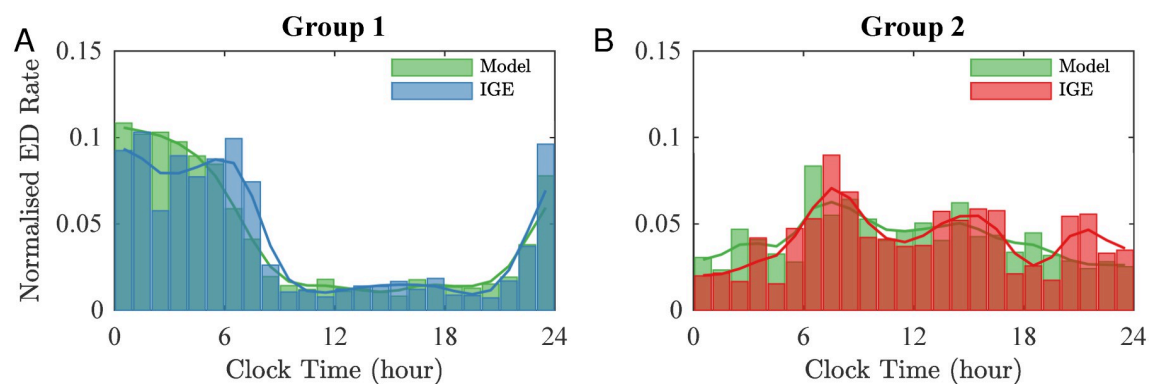 A
Group 1
Normalised ED Rate
0.15
0.1
0.05
0
Model
IGE
0 6 12 18 24
Clock Time (hour)
B
Group 2
0.15
0.1
0.05
0
Model
IGE
0 6 12 18 24
Clock Time (hour)